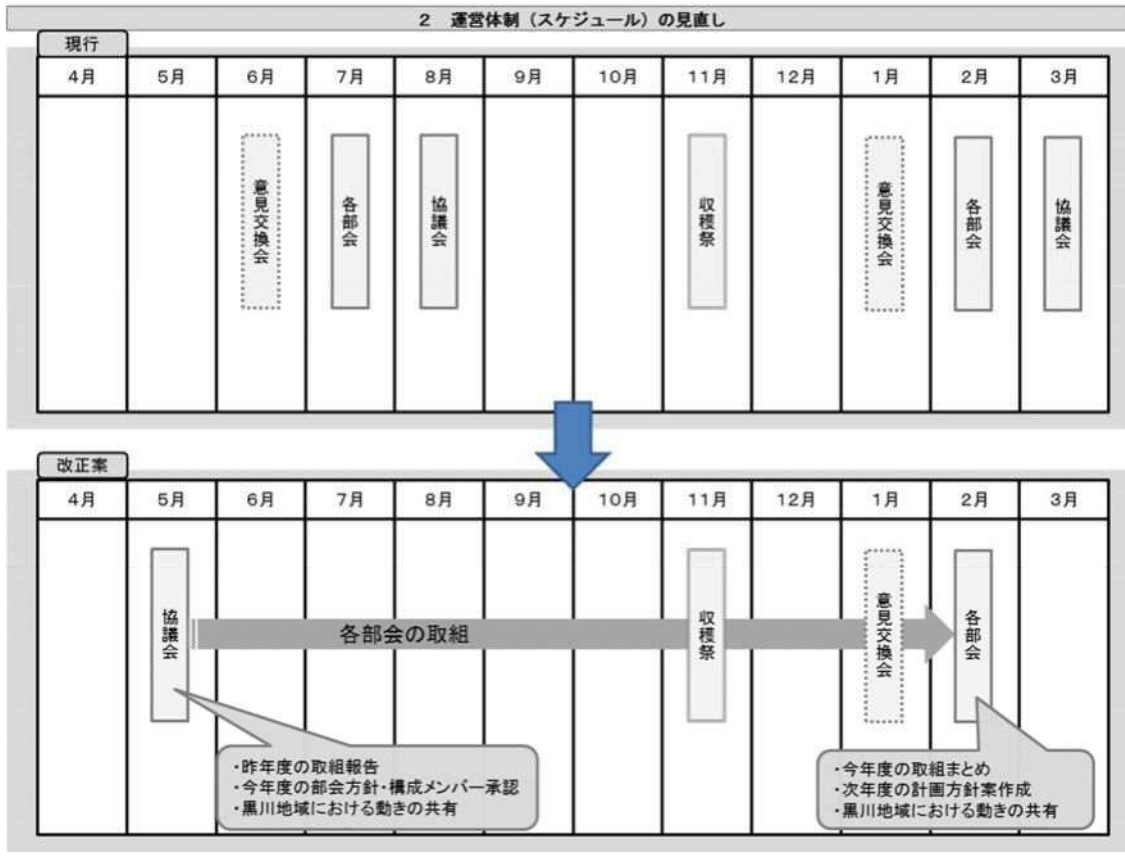 2 運営体制（スケジュール）の見直し
現行
4月 5月 6月 7月 8月 9月 10月 11月 12月 1月 2月 3月
意見交換会
各部会
協議会
収穫祭
意見交換会
各部会
協議会
改正案
4月 5月 6月 7月 8月 9月 10月 11月 12月 1月 2月 3月
協議会
各部会の取組
収穫祭
意見交換会
各部会
・昨年度の取組報告
・今年度の部会方針・構成メンバー承認
・黒川地域における動きの共有
・今年度の取組まとめ
・次年度の計画方針案作成
・黒川地域における動きの共有